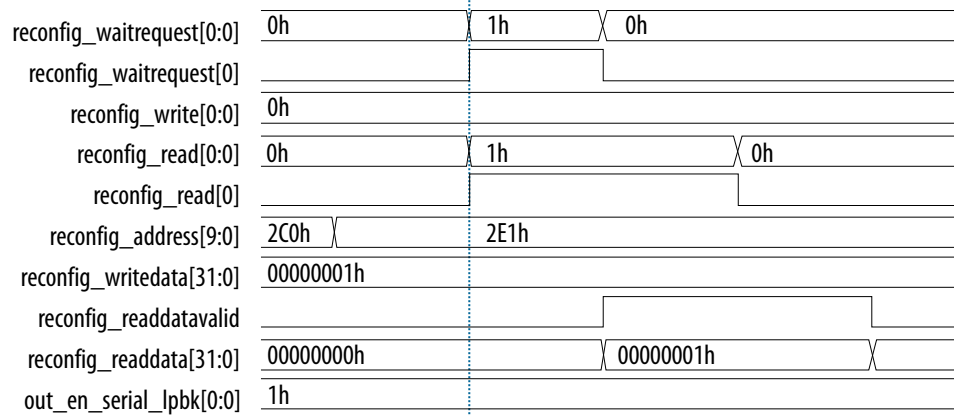 reconfig_waitrequest[0:0] 0h 1h 0h
reconfig_waitrequest[0]
reconfig_write[0:0] 0h
reconfig_read[0:0] 0h 1h 0h
reconfig_read[0]
reconfig_address[9:0] 2C0h 2E1h
reconfig_writedata[31:0] 00000001h
reconfig_readdatavalid
reconfig_readdata[31:0] 00000000h 00000001h
out_en_serial_lpbk[0:0] 1h